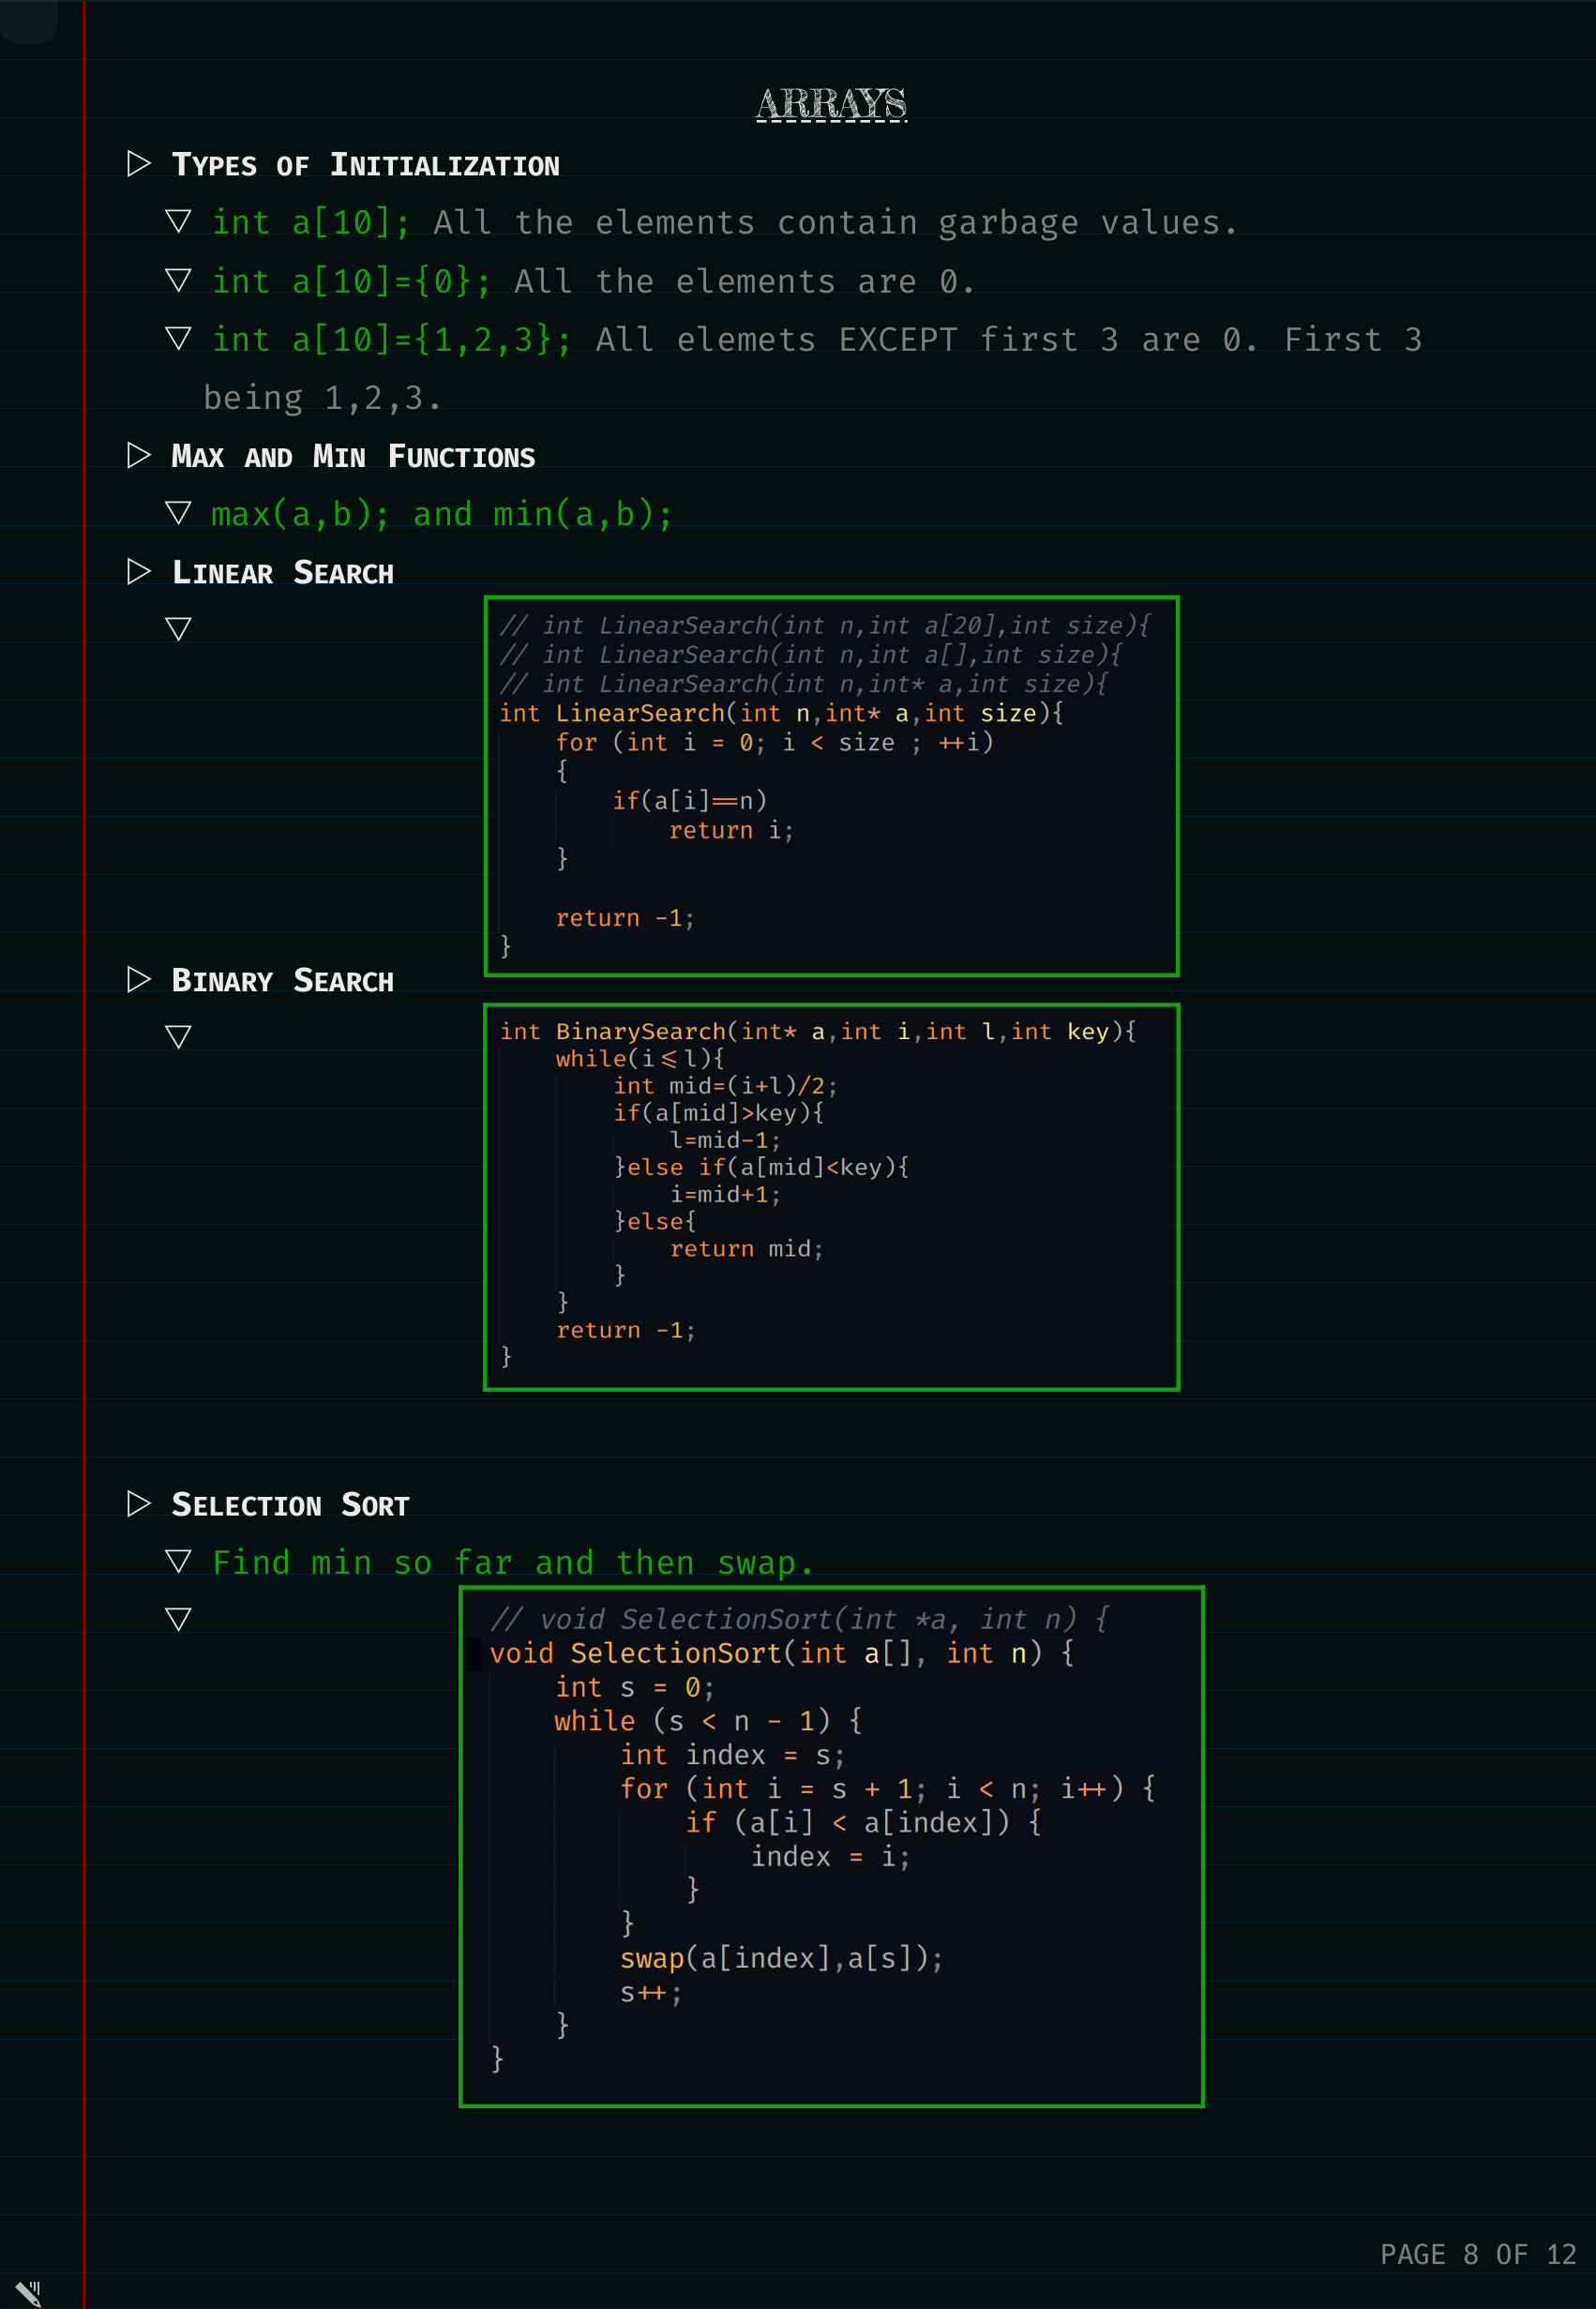 ARRAYS
▷ Types of Initialization
▽ int a[10]; All the elements contain garbage values.
▽ int a[10]={0}; All the elements are 0.
▽ int a[10]={1,2,3}; All elemets EXCEPT first 3 are 0. First 3
being 1,2,3.
▷ Max and Min Functions
▽ max(a,b); and min(a,b);
▷ Linear Search
▽
// int LinearSearch(int n,int a[20],int size){
// int LinearSearch(int n,int a[],int size){
// int LinearSearch(int n,int* a,int size){
int LinearSearch(int n,int* a,int size){
    for (int i = 0; i < size ; ++i)
    {
        if(a[i]==n)
            return i;
    }
    return -1;
}
▷ Binary Search
▽
int BinarySearch(int* a,int i,int l,int key){
    while(i<=l){
        int mid=(i+l)/2;
        if(a[mid]>key){
            l=mid-1;
        }else if(a[mid]<key){
            i=mid+1;
        }else{
            return mid;
        }
    }
    return -1;
}
▷ Selection Sort
▽ Find min so far and then swap.
▽
// void SelectionSort(int *a, int n) {
void SelectionSort(int a[], int n) {
    int s = 0;
    while (s < n - 1) {
        int index = s;
        for (int i = s + 1; i < n; i++) {
            if (a[i] < a[index]) {
                index = i;
            }
        }
        swap(a[index],a[s]);
        s++;
    }
}
PAGE 8 OF 12